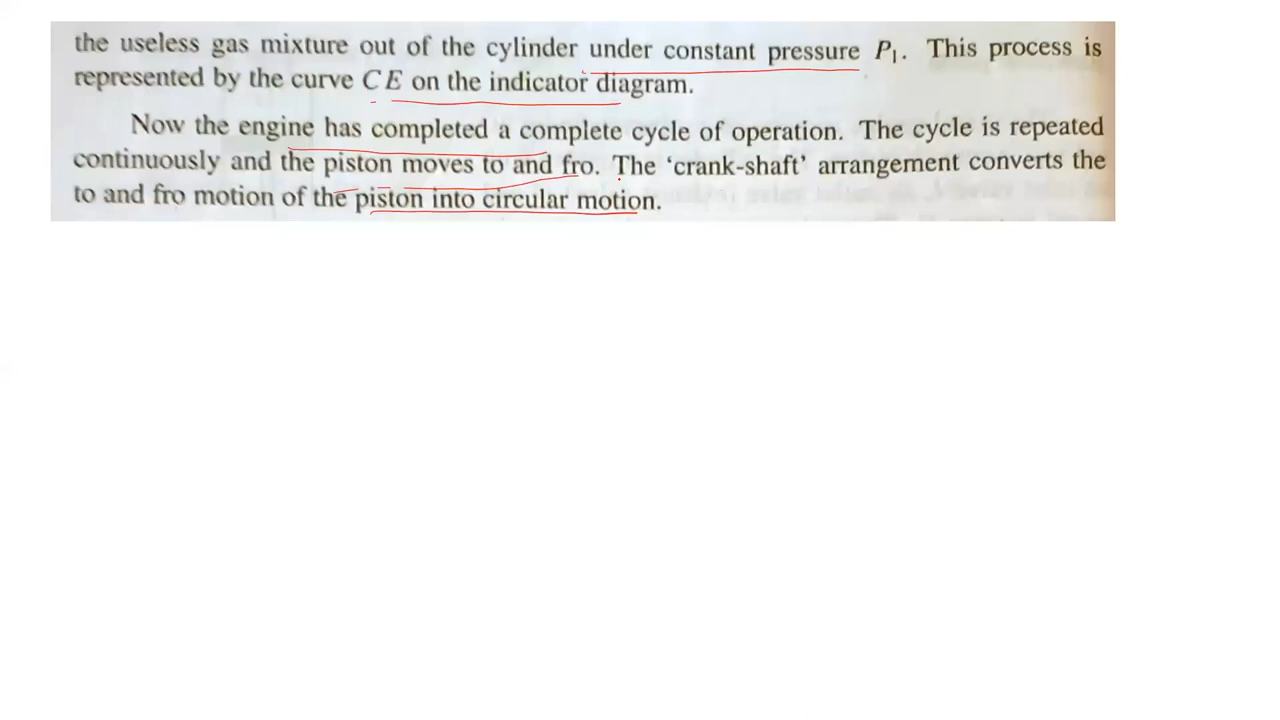 the useless gas mixture out of the cylinder under constant pressure P₁. This process is
represented by the curve C E on the indicator diagram.
Now the engine has completed a complete cycle of operation. The cycle is repeated
continuously and the piston moves to and fro. The ‘crank-shaft’ arrangement converts the
to and fro motion of the piston into circular motion.